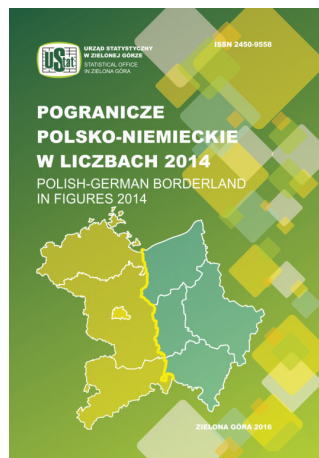 UStat
URZĄD STATYSTYCZNY
W ZIELONEJ GÓRZE
STATISTICAL OFFICE
IN ZIELONA GÓRA
ISSN 2450-9558
POGRANICZE
POLSKO-NIEMIECKIE
W LICZBACH 2014
POLISH-GERMAN BORDERLAND
IN FIGURES 2014
ZIELONA GÓRA 2016